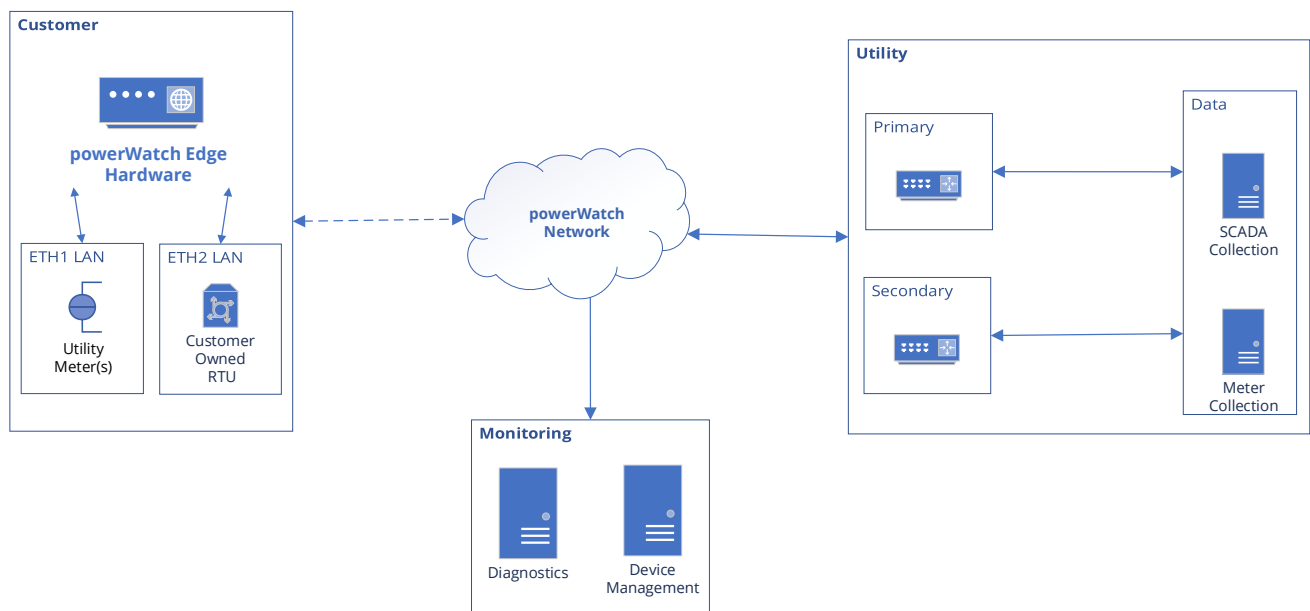 Customer
powerWatch Edge
Hardware
ETH1 LAN
Utility
Meter(s)
ETH2 LAN
Customer
Owned
RTU
powerWatch
Network
Monitoring
Diagnostics
Device
Management
Utility
Primary
Secondary
Data
SCADA
Collection
Meter
Collection